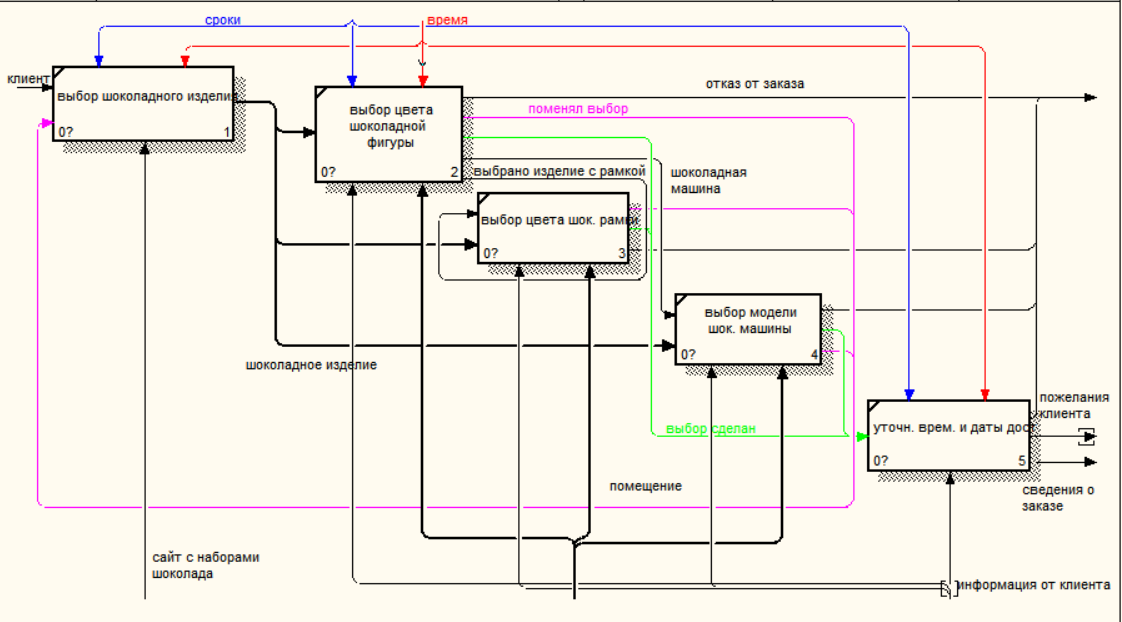 сроки
время
клиент
выбор шоколадного издели
0?
1
выбор цвета
шоколадной
фигуры
0?
2
отказ от заказа
поменял выбор
выбрано изделие с рамкой
шоколадная
машина
выбор цвета шок. рамки
0?
3
выбор модели
шок. машины
0?
4
шоколадное изделие
пожелания
клиента
уточн. врем. и даты дос
0?
5
выбор сделан
помещение
сведения о
заказе
сайт с наборами
шоколада
информация от клиента